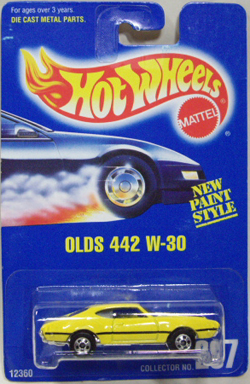 For ages over 3 years.
DIE CAST METAL PARTS.
Hot Wheels
MATTEL
NEW
PAINT
STYLE
OLDS 442 W-30
12360
COLLECTOR NO.